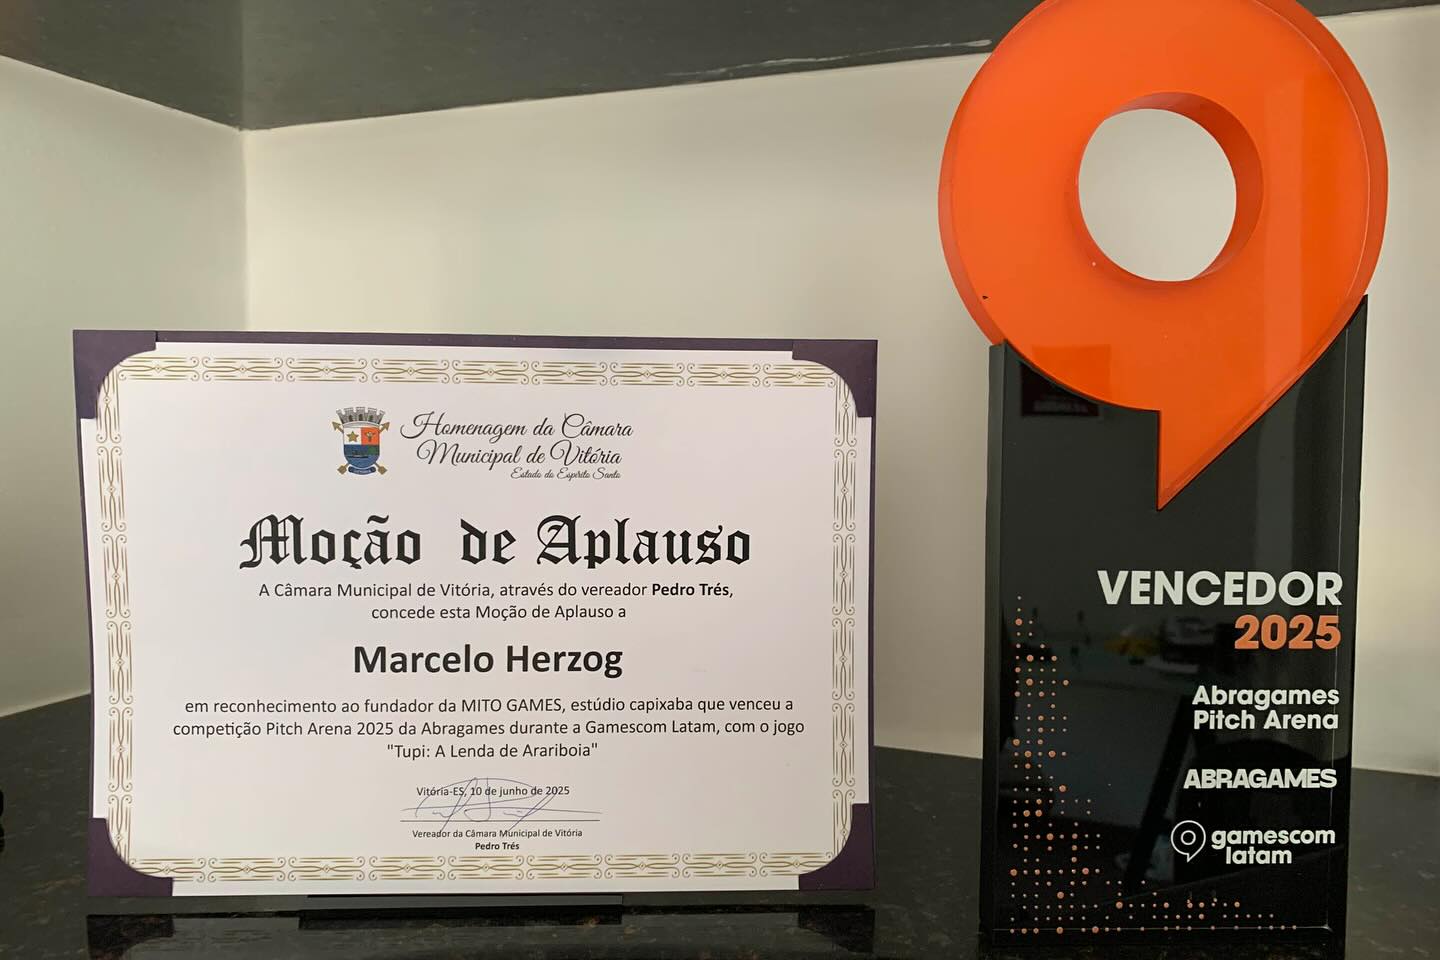 Homenagem da Câmara
Municipal de Vitória
Estado do Espírito Santo
Moção de Aplauso
A Câmara Municipal de Vitória, através do vereador Pedro Trés,
concede esta Moção de Aplauso a
Marcelo Herzog
em reconhecimento ao fundador da MITO GAMES, estúdio capixaba que venceu a
competição Pitch Arena 2025 da Abragames durante a Gamescom Latam, com o jogo
"Tupi: A Lenda de Arariboia"
Vitória-ES, 10 de junho de 2025
Vereador da Câmara Municipal de Vitória
Pedro Trés
VENCEDOR
2025
Abragames
Pitch Arena
ABRAGAMES
gamescom
latam